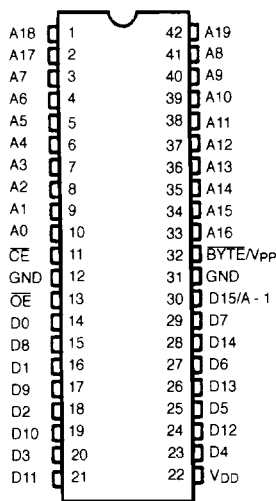 A18 1 42 A19
A17 2 41 A8
A7 3 40 A9
A6 4 39 A10
A5 5 38 A11
A4 6 37 A12
A3 7 36 A13
A2 8 35 A14
A1 9 34 A15
A0 10 33 A16
CE 11 32 BYTE/VPP
GND 12 31 GND
OE 13 30 D15/A - 1
D0 14 29 D7
D8 15 28 D14
D1 16 27 D6
D9 17 26 D13
D2 18 25 D5
D10 19 24 D12
D3 20 23 D4
D11 21 22 VDD